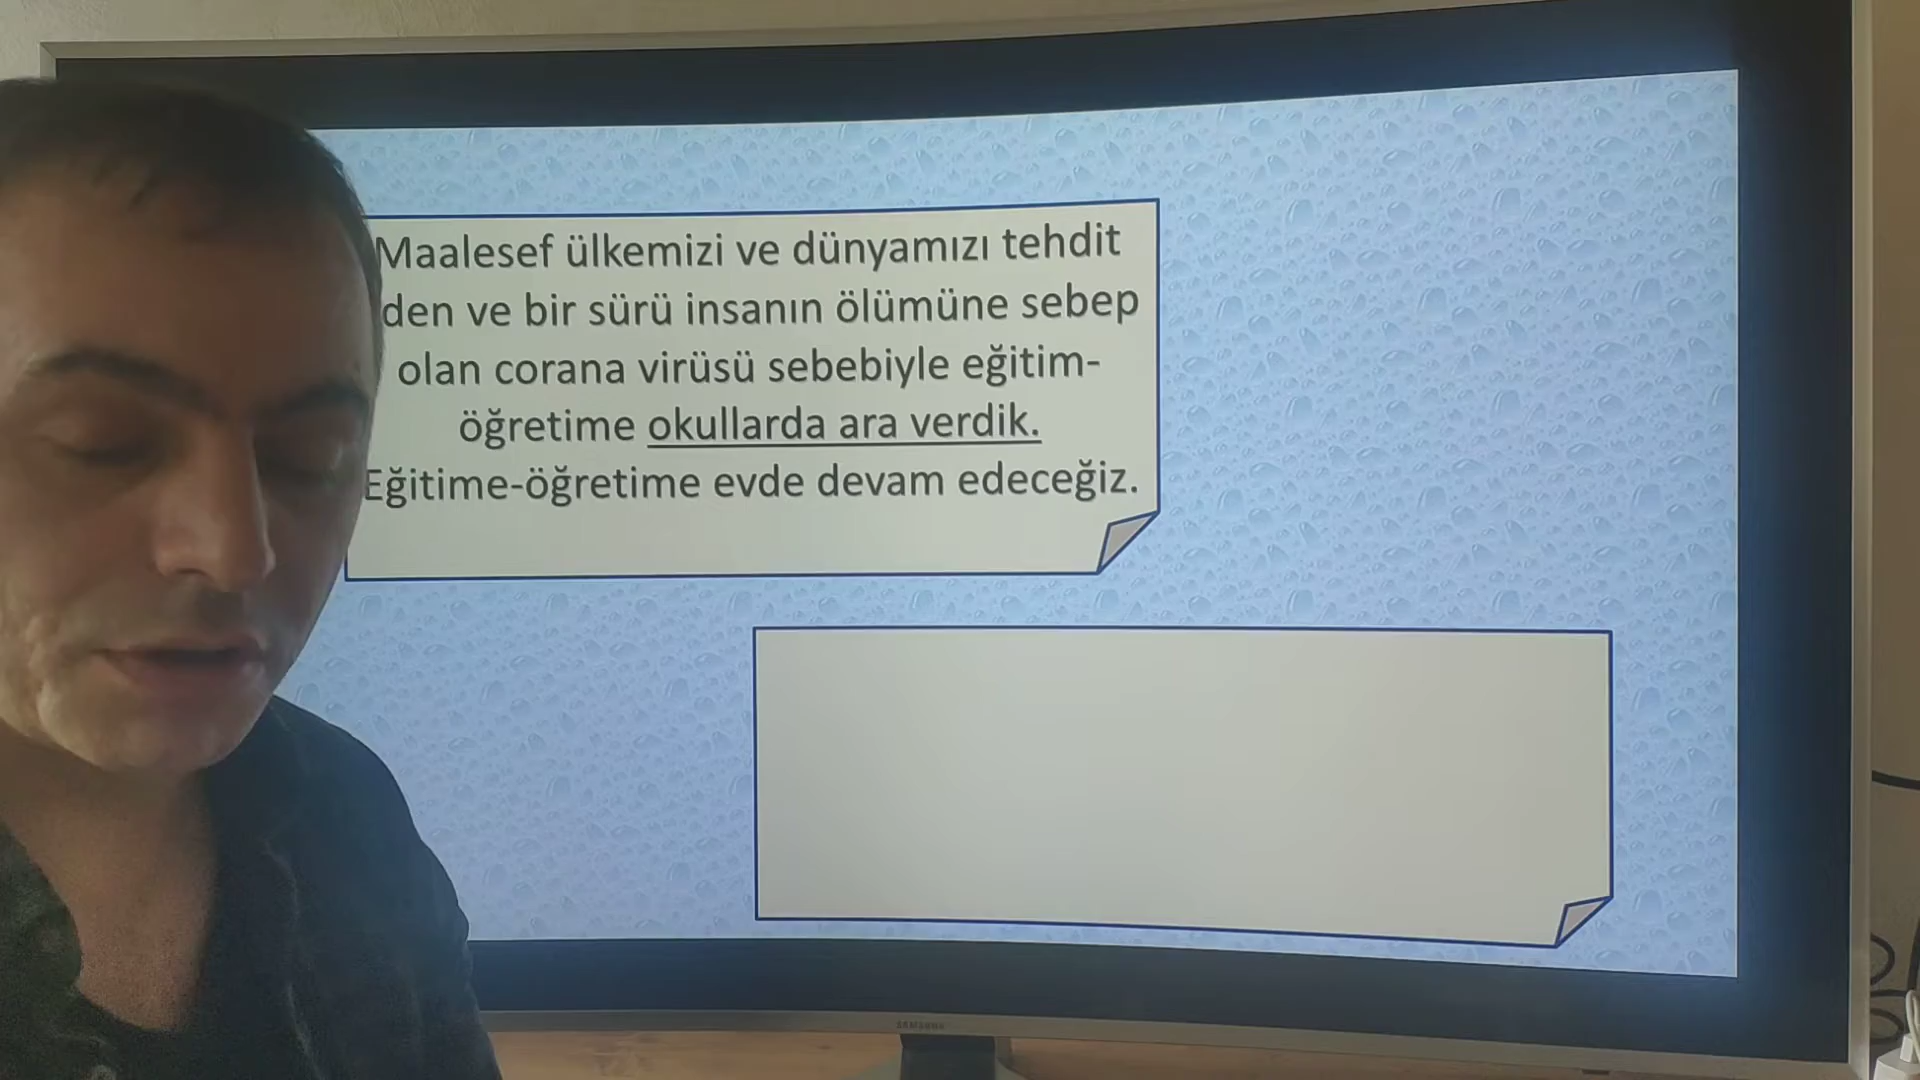 Maalesef ülkemizi ve dünyamızı tehdit
den ve bir sürü insanın ölümüne sebep
olan corana virüsü sebebiyle eğitim-
öğretime okullarda ara verdik.
Eğitime-öğretime evde devam edeceğiz.
SAMSUNG